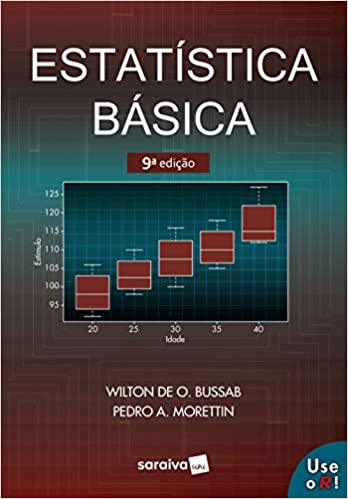 ESTATÍSTICA
BÁSICA
9ª edição
125
120
115
110
105
100
95
Estímulo
20 25 30 35 40
Idade
WILTON DE O. BUSSAB
PEDRO A. MORETTIN
saraiva uni
Use
o R!